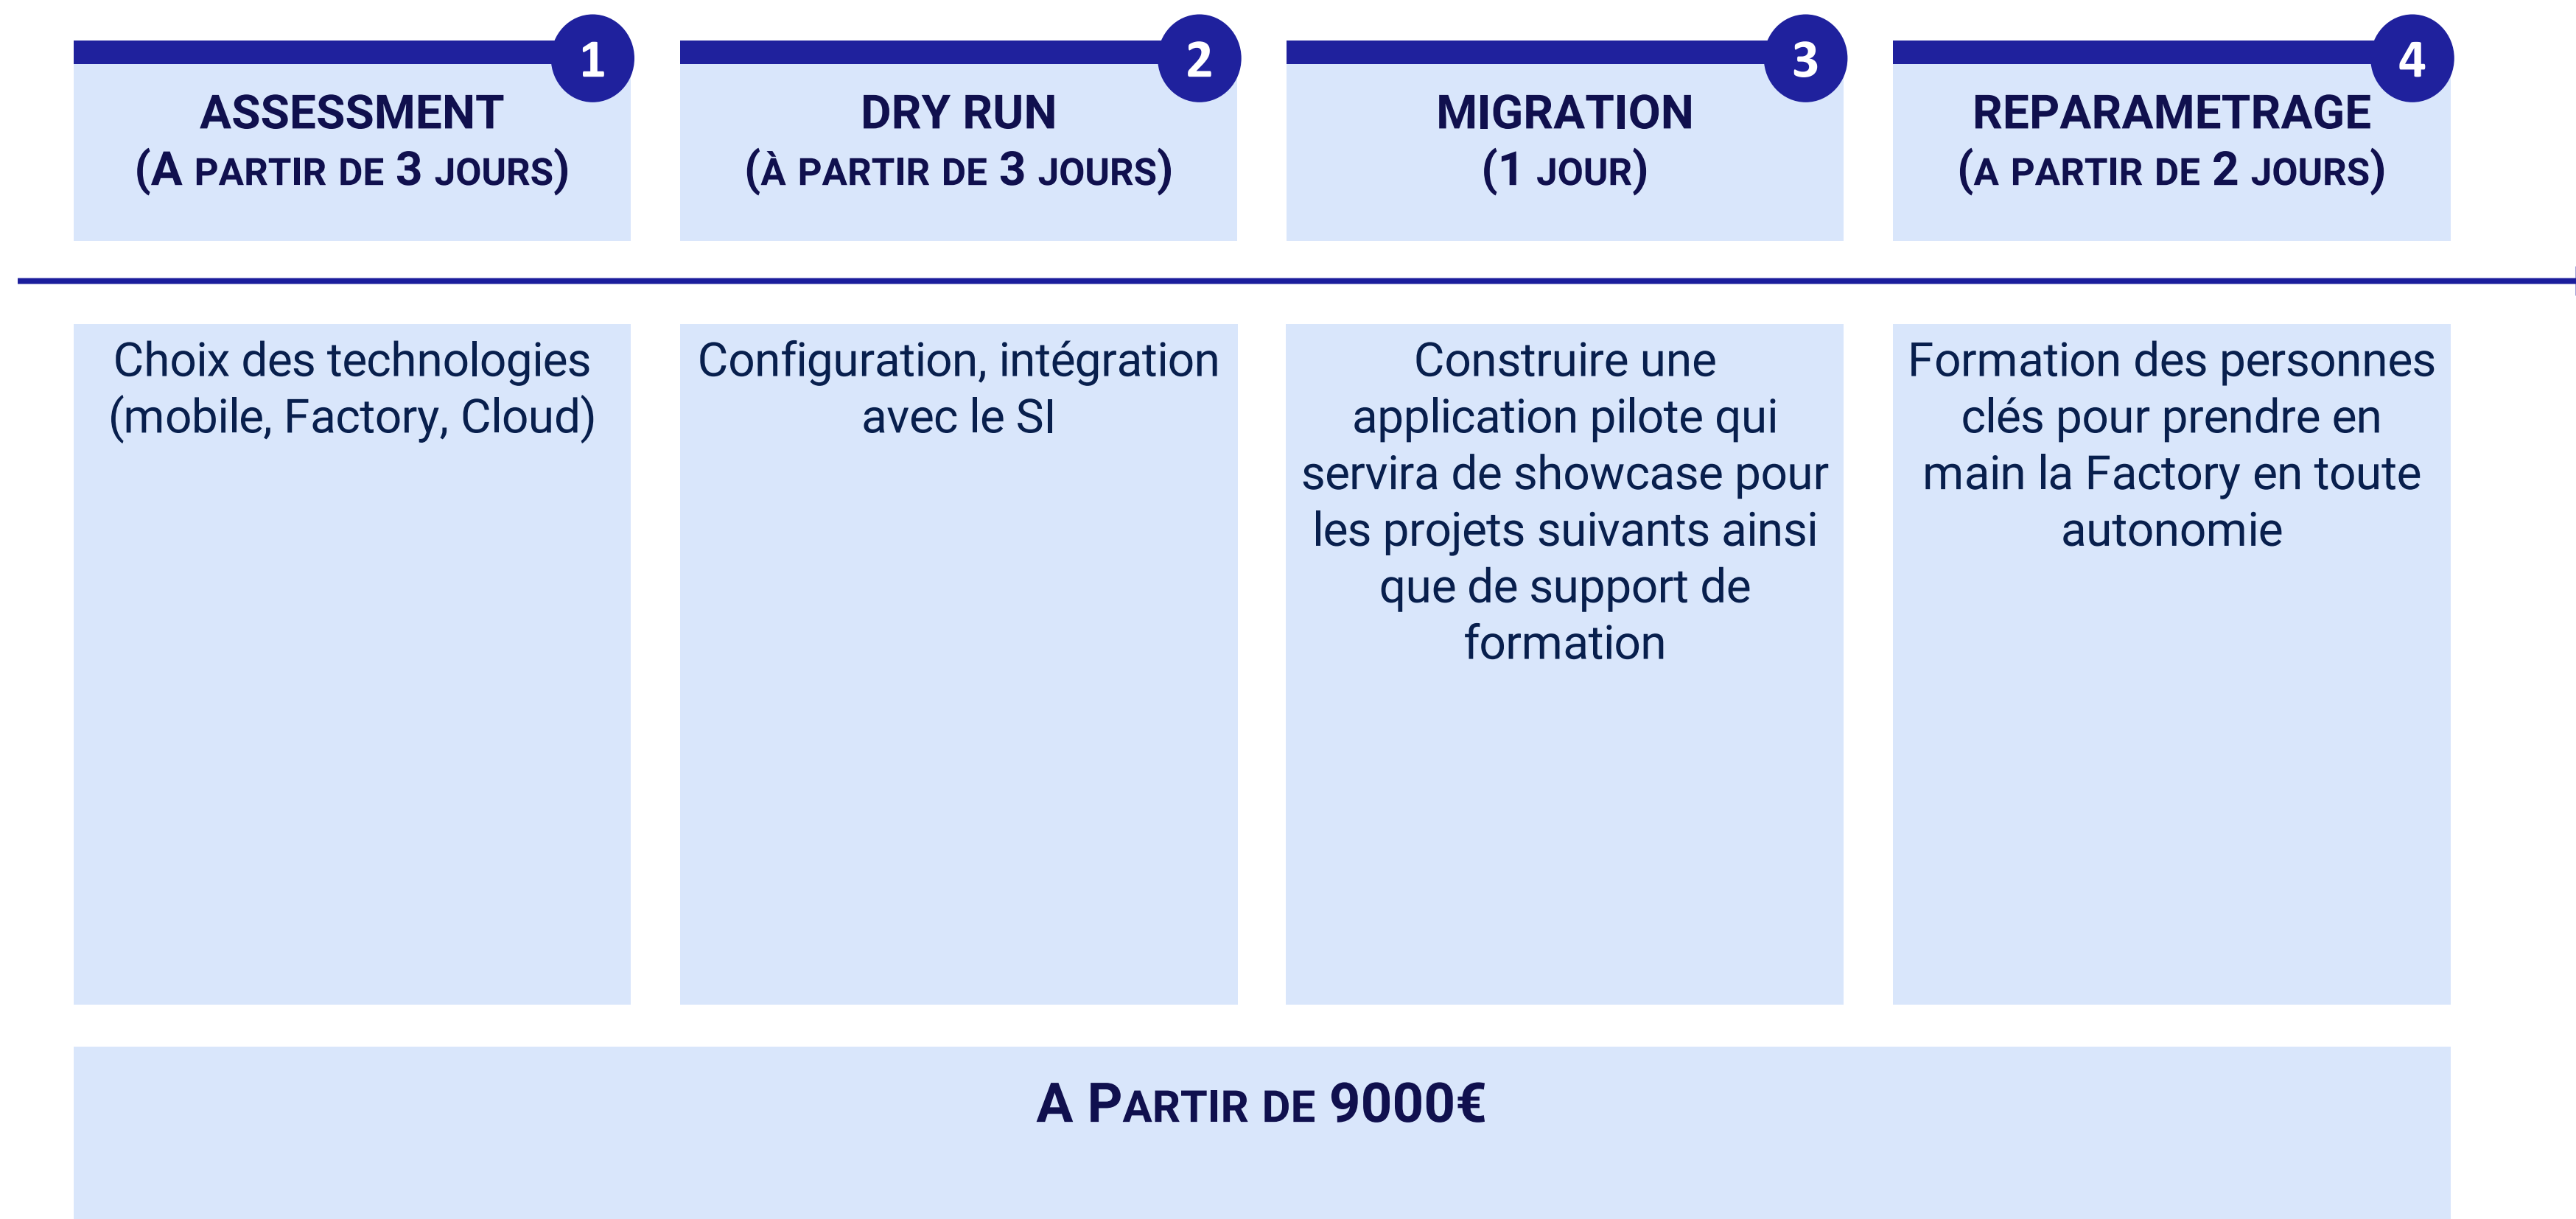 1
ASSESSMENT
(A PARTIR DE 3 JOURS)
2
DRY RUN
(À PARTIR DE 3 JOURS)
3
MIGRATION
(1 JOUR)
4
REPARAMETRAGE
(A PARTIR DE 2 JOURS)
Choix des technologies
(mobile, Factory, Cloud)
Configuration, intégration
avec le SI
Construire une
application pilote qui
servira de showcase pour
les projets suivants ainsi
que de support de
formation
Formation des personnes
clés pour prendre en
main la Factory en toute
autonomie
A PARTIR DE 9000€